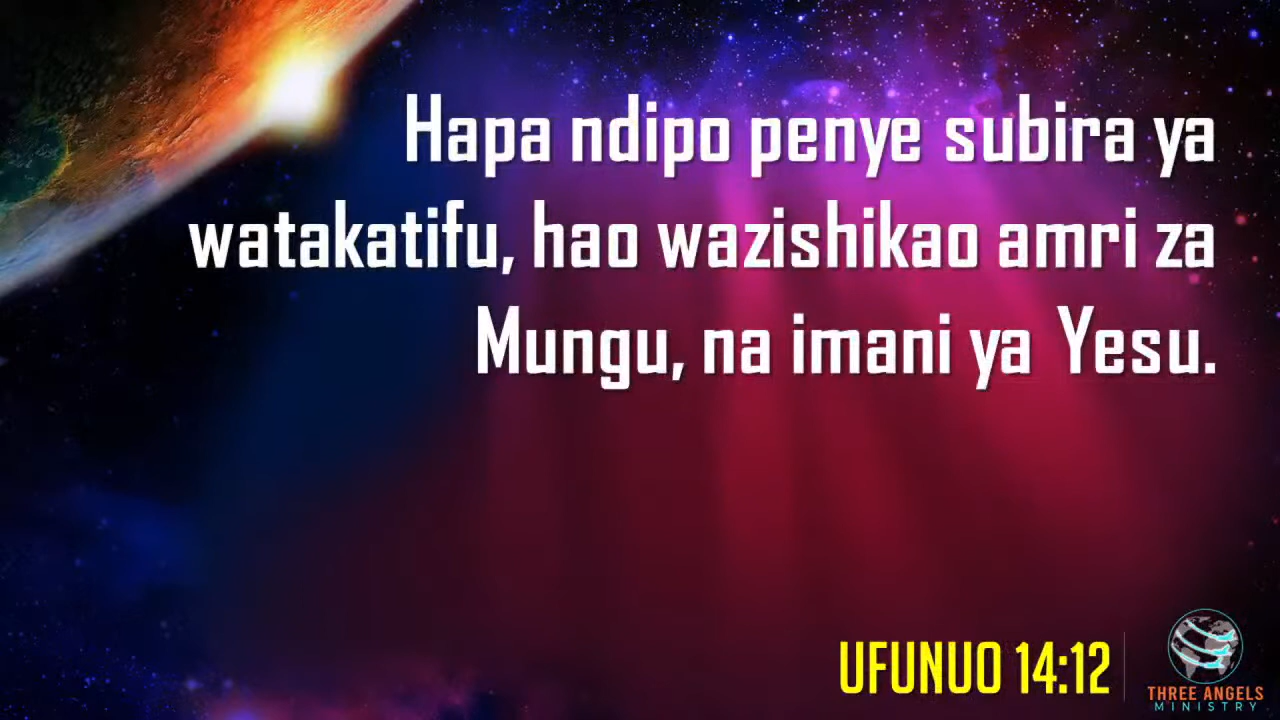 Hapa ndipo penye subira ya
watakatifu, hao wazishikao amri za
Mungu, na imani ya Yesu.
UFUNUO 14:12
THREE ANGELS
MINISTRY